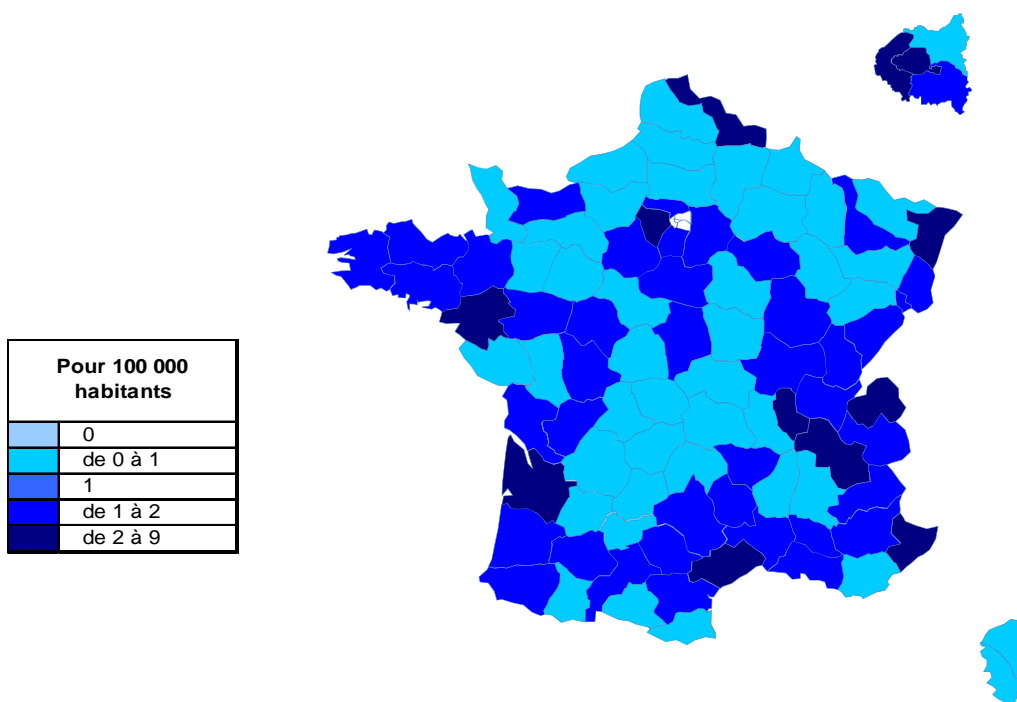 Pour 100 000
habitants
0
de 0 à 1
1
de 1 à 2
de 2 à 9